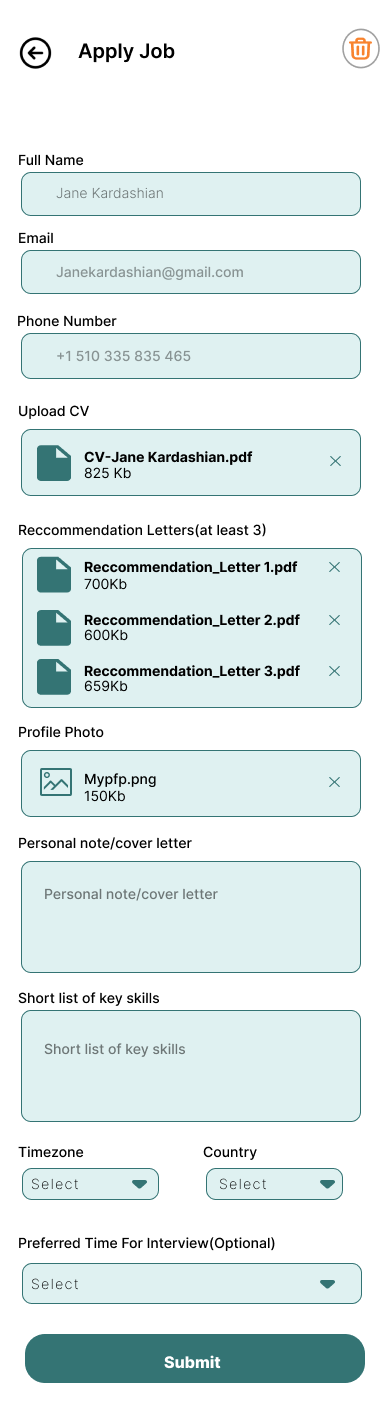 Apply Job
Full Name
Jane Kardashian
Email
Janekardashian@gmail.com
Phone Number
+1 510 335 835 465
Upload CV
CV-Jane Kardashian.pdf
825 Kb
Reccommendation Letters(at least 3)
Reccommendation_Letter 1.pdf
700Kb
Reccommendation_Letter 2.pdf
600Kb
Reccommendation_Letter 3.pdf
659Kb
Profile Photo
Mypfp.png
150Kb
Personal note/cover letter
Personal note/cover letter
Short list of key skills
Short list of key skills
Timezone Country
Select Select
Preferred Time For Interview(Optional)
Select
Submit